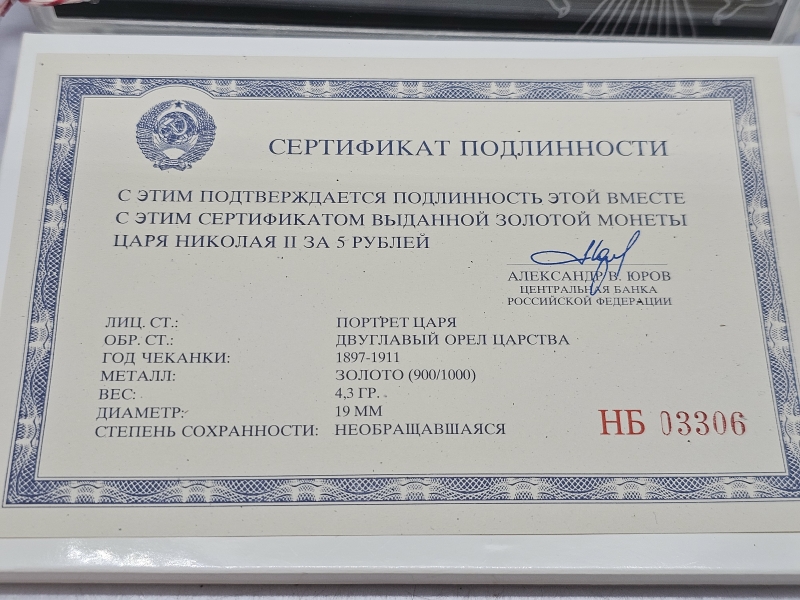 СЕРТИФИКАТ ПОДЛИННОСТИ
С ЭТИМ ПОДТВЕРЖДАЕТСЯ ПОДЛИННОСТЬ ЭТОЙ ВМЕСТЕ
С ЭТИМ СЕРТИФИКАТОМ ВЫДАННОЙ ЗОЛОТОЙ МОНЕТЫ
ЦАРЯ НИКОЛАЯ II ЗА 5 РУБЛЕЙ
АЛЕКСАНДР В. ЮРОВ
ЦЕНТРАЛЬНАЯ БАНКА
РОССИЙСКОЙ ФЕДЕРАЦИИ
ЛИЦ. СТ.: ПОРТРЕТ ЦАРЯ
ОБР. СТ.: ДВУГЛАВЫЙ ОРЕЛ ЦАРСТВА
ГОД ЧЕКАНКИ: 1897-1911
МЕТАЛЛ: ЗОЛОТО (900/1000)
ВЕС: 4,3 ГР.
ДИАМЕТР: 19 ММ
СТЕПЕНЬ СОХРАННОСТИ: НЕОБРАЩАВШАЯСЯ
НБ 03306